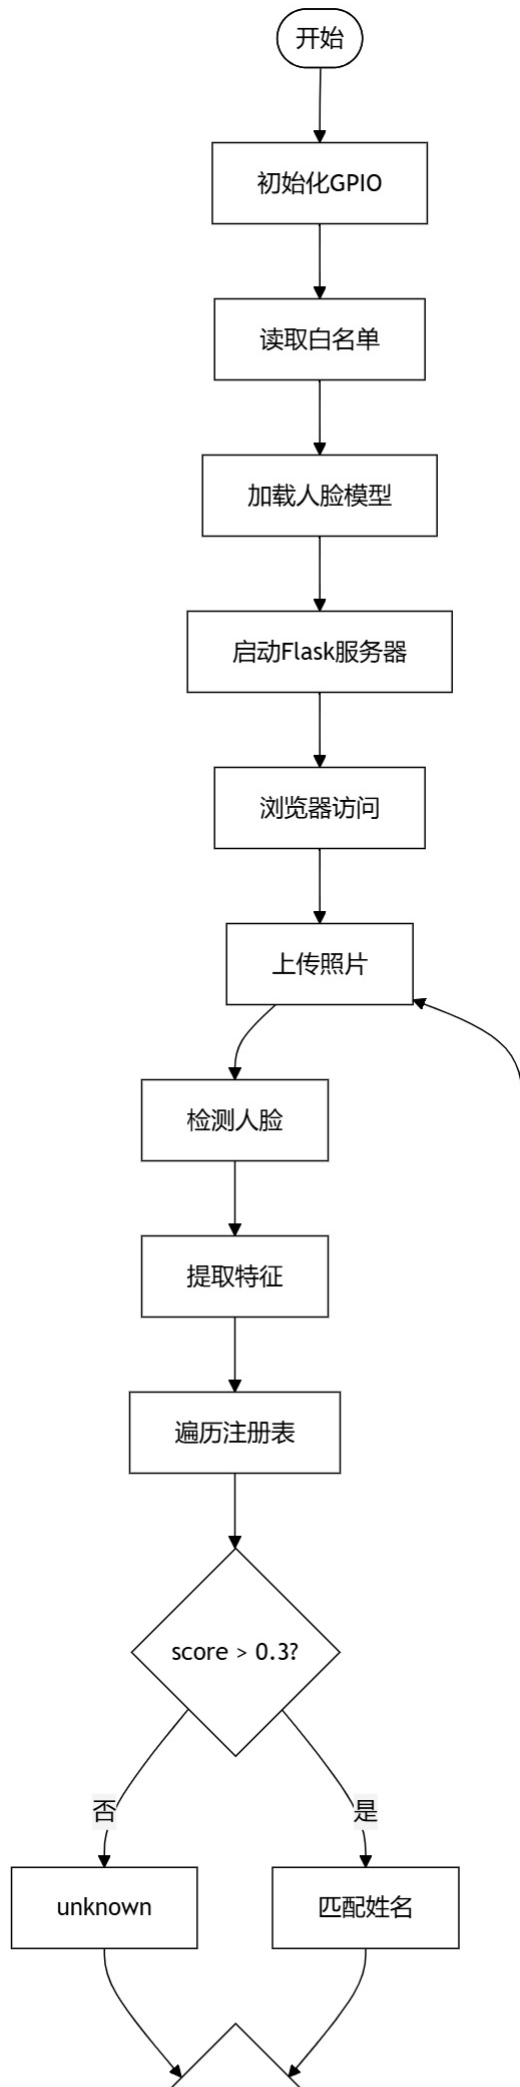 开始
初始化GPIO
读取白名单
加载人脸模型
启动Flask服务器
浏览器访问
上传照片
检测人脸
提取特征
遍历注册表
score > 0.3?
否
是
unknown
匹配姓名